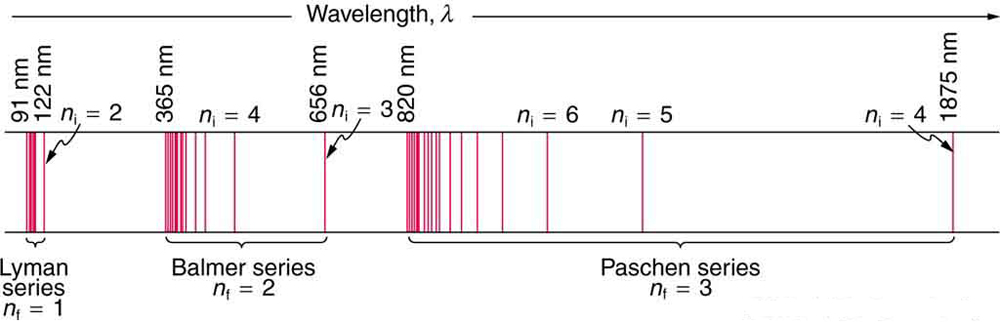 Wavelength, λ
91 nm
122 nm
nᵢ = 2
365 nm
nᵢ = 4
656 nm
nᵢ = 3
820 nm
nᵢ = 6
nᵢ = 5
nᵢ = 4
1875 nm
Lyman
series
n_f = 1
Balmer series
n_f = 2
Paschen series
n_f = 3